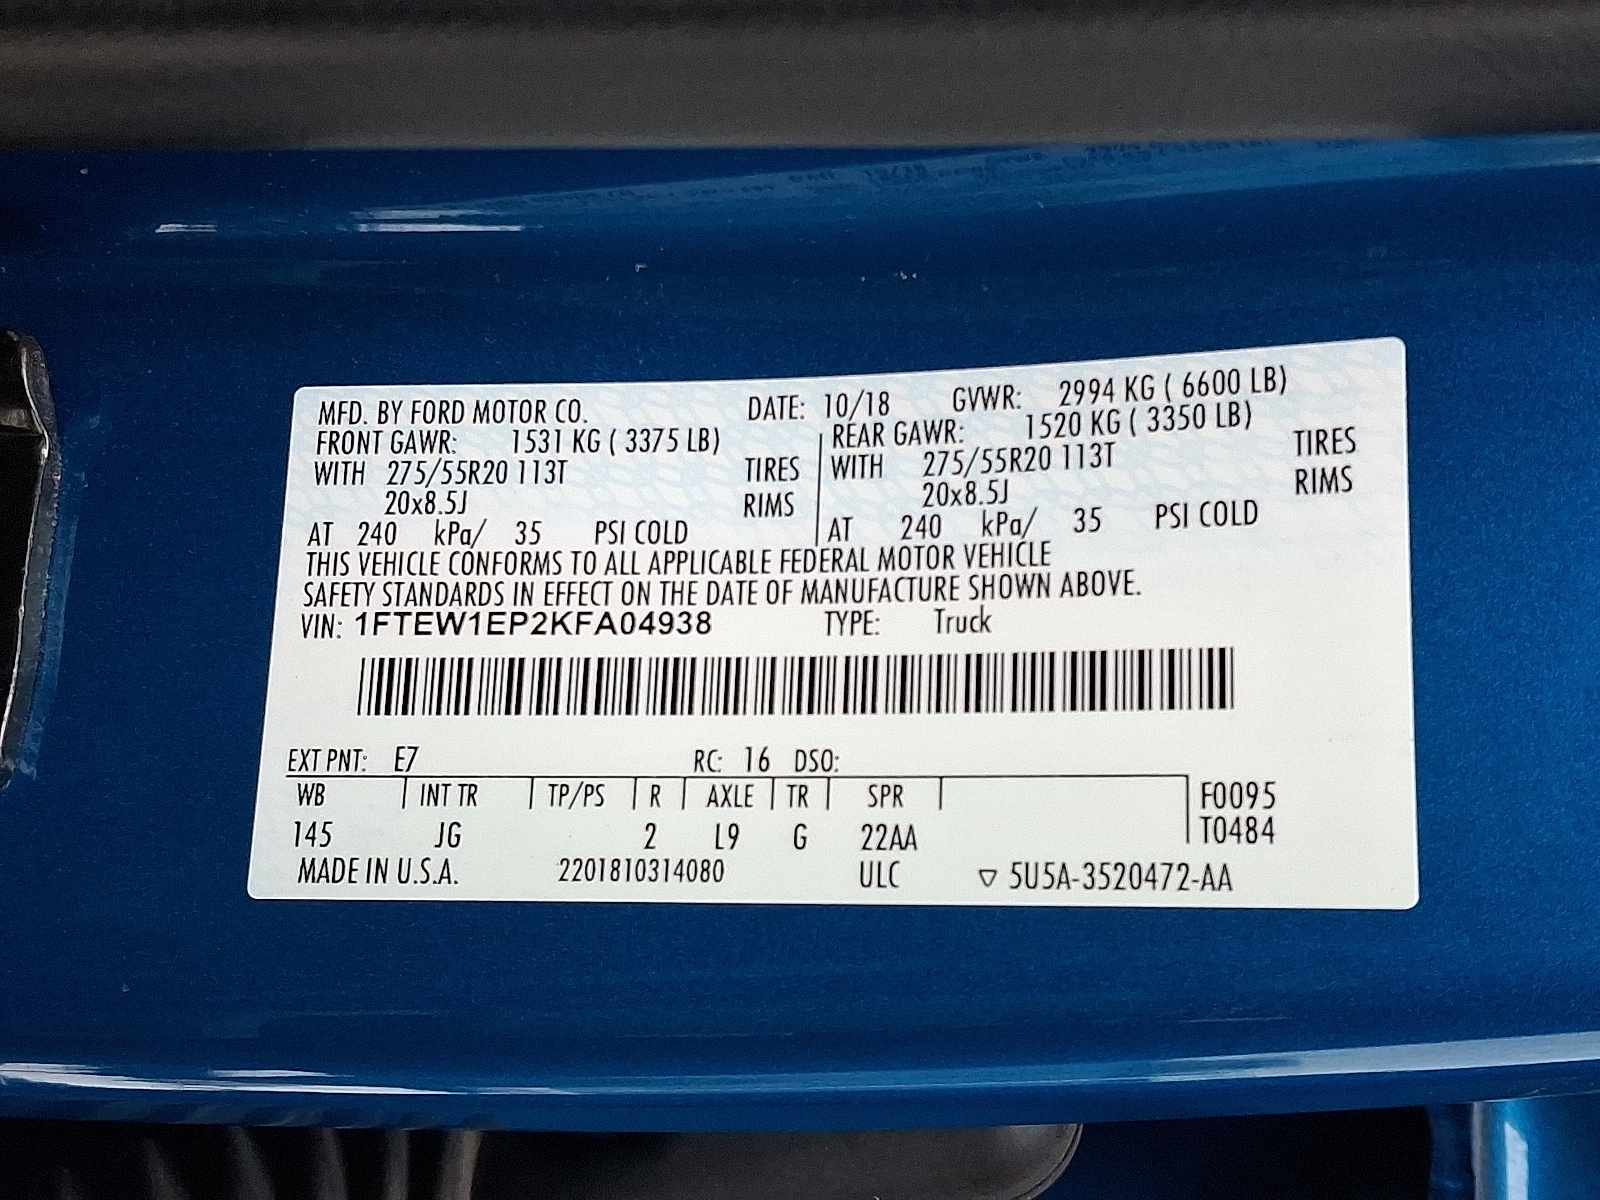 MFD. BY FORD MOTOR CO. DATE: 10/18 GVWR: 2994 KG ( 6600 LB)
FRONT GAWR: 1531 KG ( 3375 LB) REAR GAWR: 1520 KG ( 3350 LB)
WITH 275/55R20 113T TIRES WITH 275/55R20 113T TIRES
20x8.5J RIMS 20x8.5J RIMS
AT 240 kPa/ 35 PSI COLD AT 240 kPa/ 35 PSI COLD
THIS VEHICLE CONFORMS TO ALL APPLICABLE FEDERAL MOTOR VEHICLE
SAFETY STANDARDS IN EFFECT ON THE DATE OF MANUFACTURE SHOWN ABOVE.
VIN: 1FTEW1EP2KFA04938 TYPE: Truck
EXT PNT: E7 RC: 16 DSO:
WB INT TR TP/PS R AXLE TR SPR F0095
145 JG 2 L9 G 22AA T0484
MADE IN U.S.A. 2201810314080 ULC ▽ 5U5A-3520472-AA